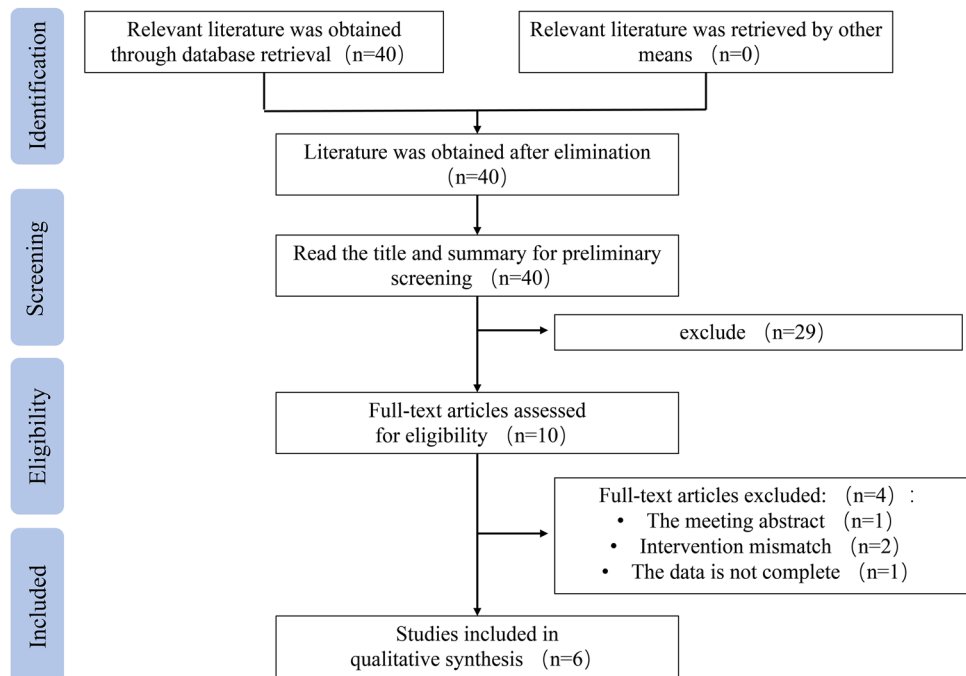 Identification
Relevant literature was obtained
through database retrieval （n=40）
Relevant literature was retrieved by other
means （n=0）
Literature was obtained after elimination
（n=40）
Screening
Read the title and summary for preliminary
screening （n=40）
exclude （n=29）
Eligibility
Full-text articles assessed
for eligibility （n=10）
Full-text articles excluded: （n=4）：
• The meeting abstract （n=1）
• Intervention mismatch （n=2）
• The data is not complete （n=1）
Included
Studies included in
qualitative synthesis （n=6）